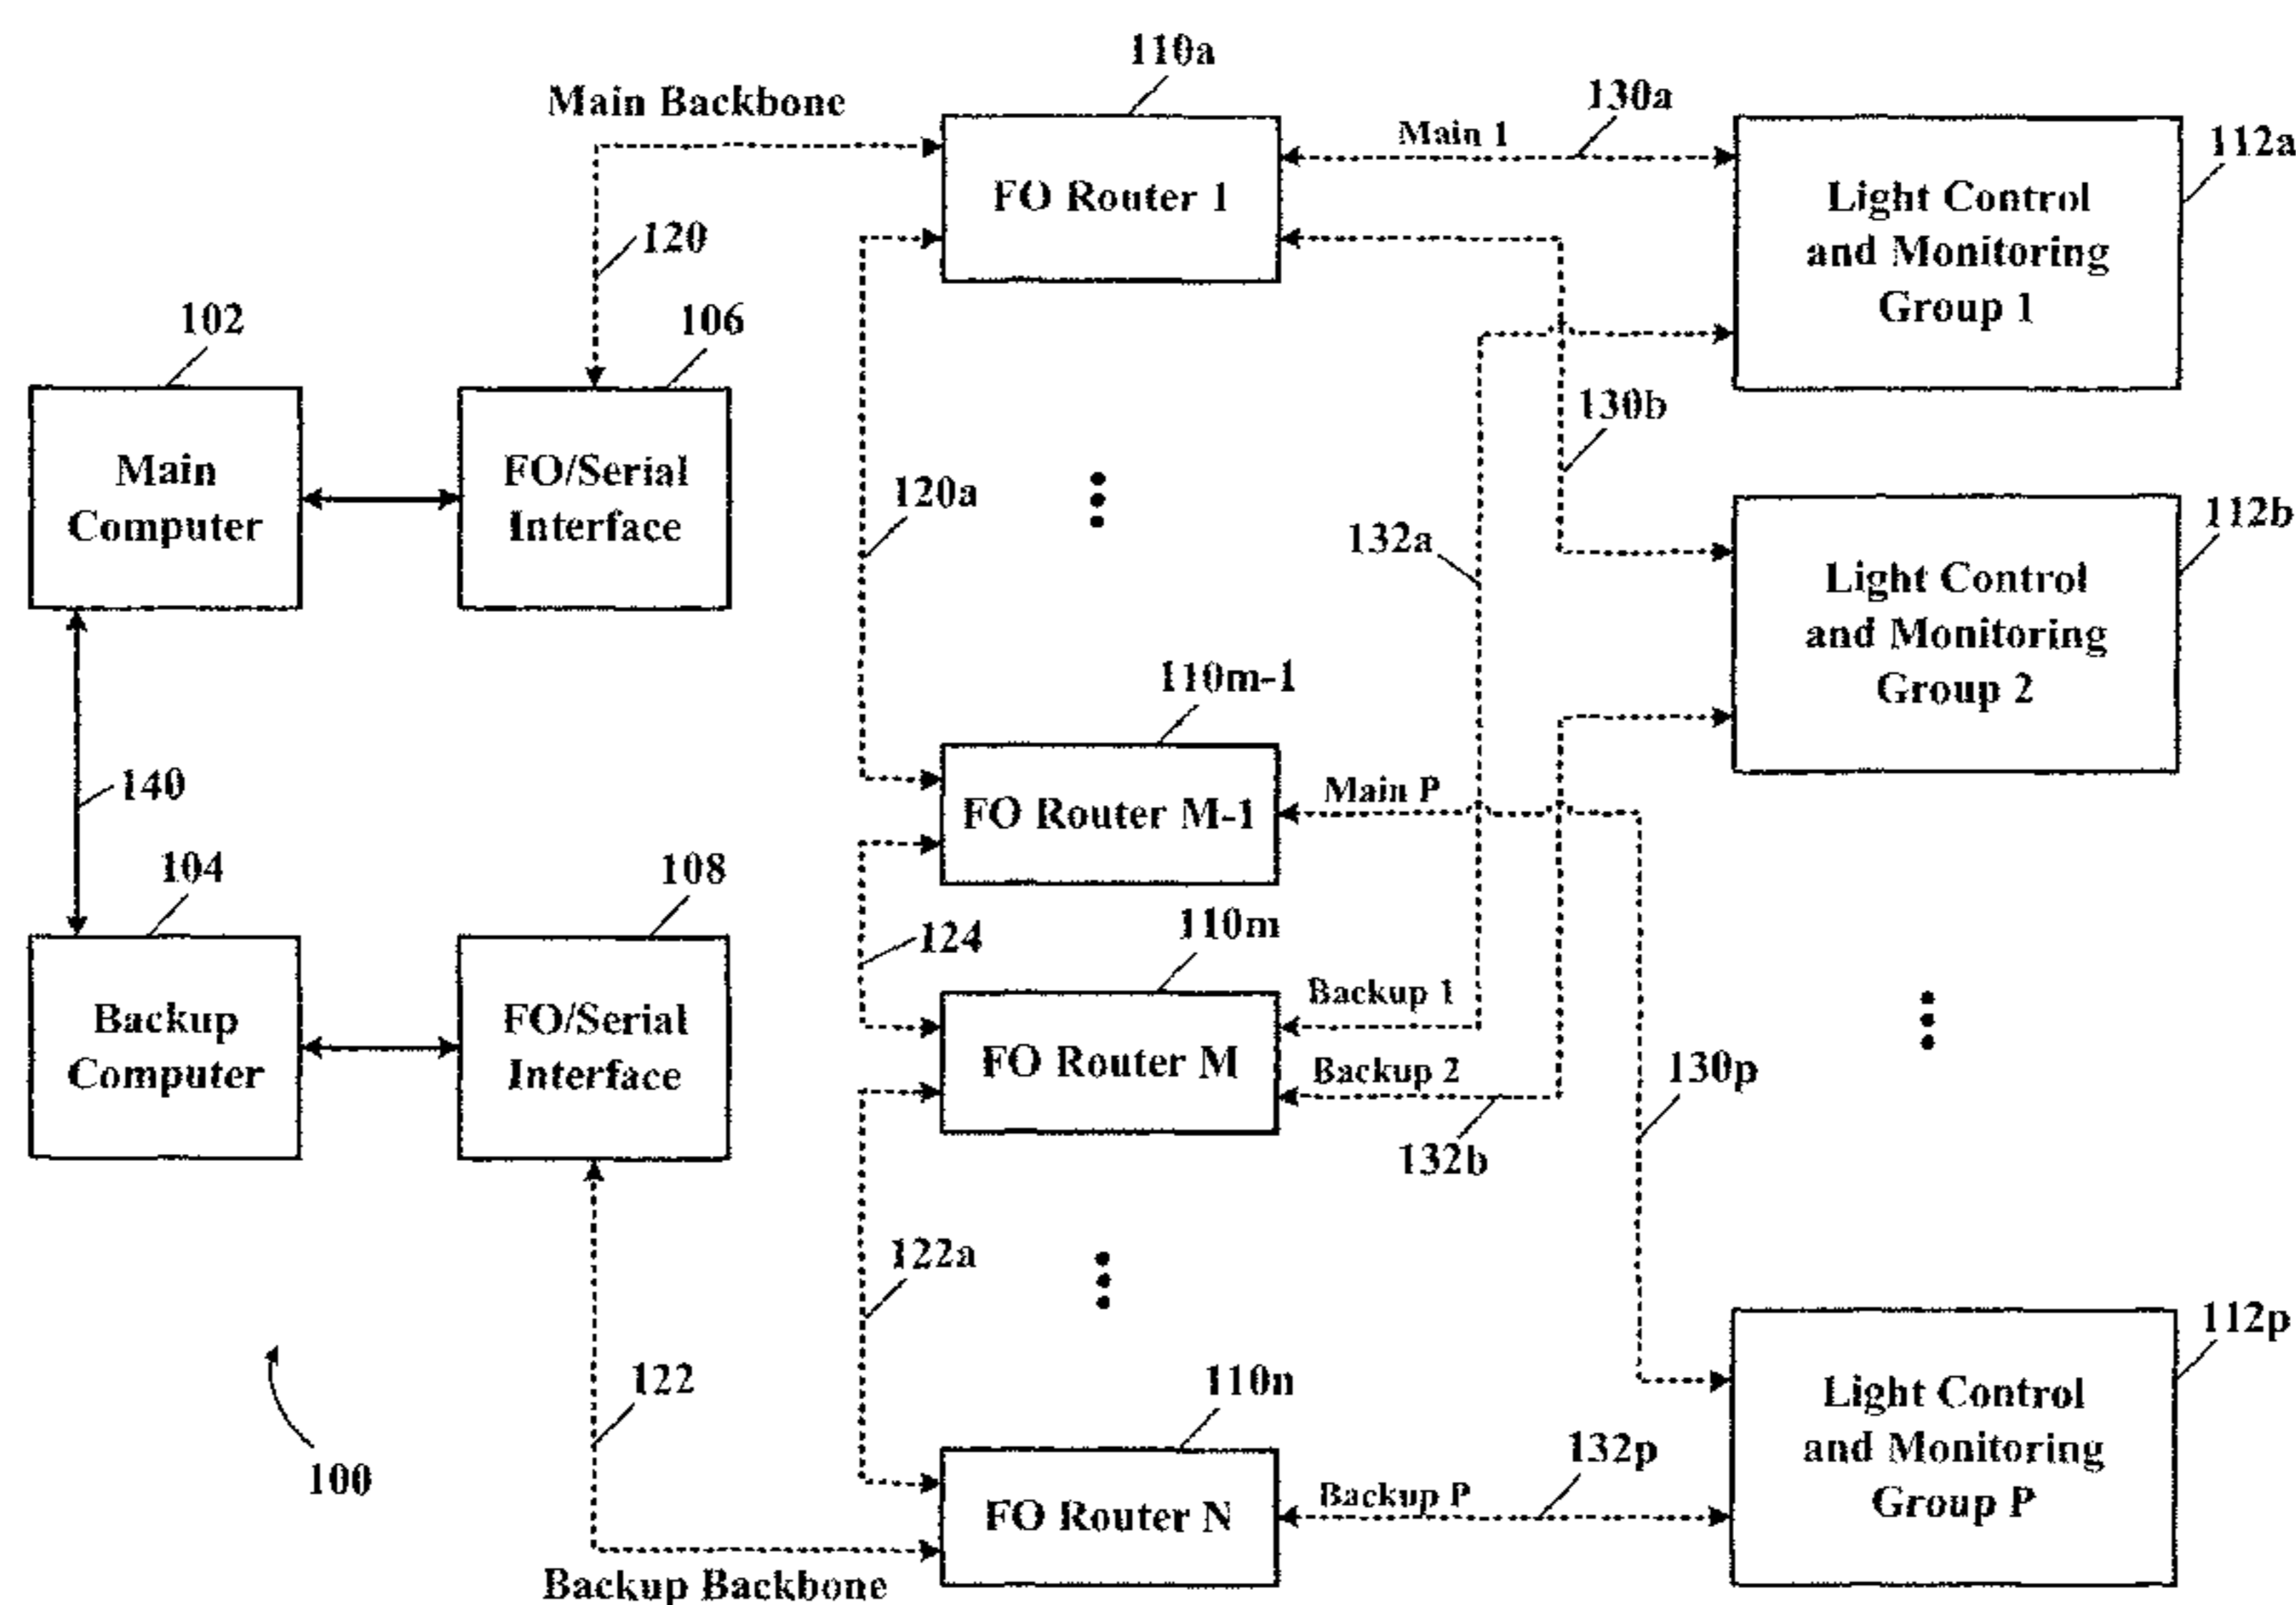 110a
Main Backbone
130a
Main 1
112a
FO Router 1
Light Control
and Monitoring
Group 1
120
102
106
130b
Main
Computer
FO/Serial
Interface
120a
132a
112b
Light Control
and Monitoring
Group 2
110m-1
140
Main P
FO Router M-1
104
108
110m
124
Backup 1
Backup
Computer
FO/Serial
Interface
FO Router M
Backup 2
130p
132b
122a
112p
122
110n
Light Control
and Monitoring
Group P
132p
100
Backup P
FO Router N
Backup Backbone